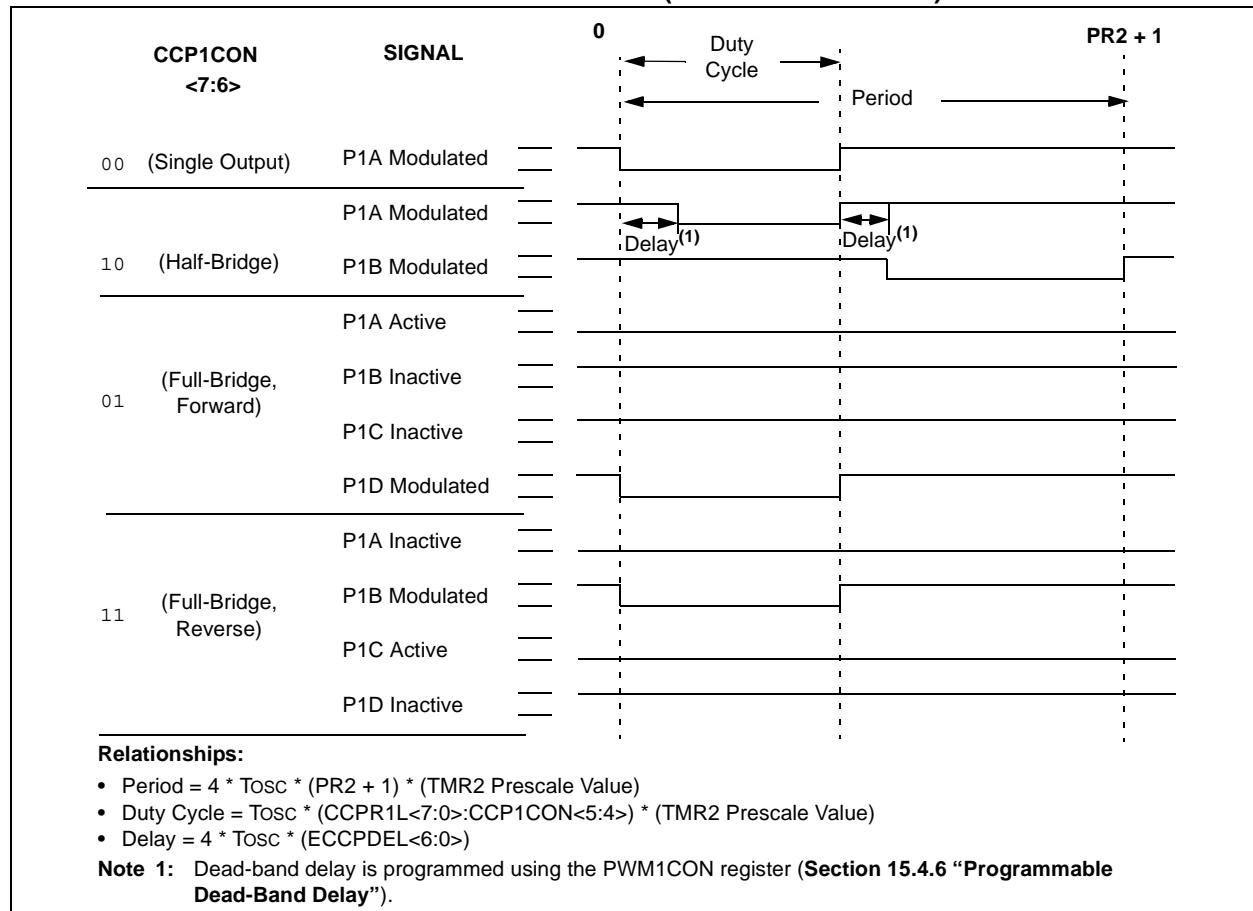 0
PR2 + 1
CCP1CON
<7:6>
SIGNAL
Duty
Cycle
Period
00 (Single Output) P1A Modulated
P1A Modulated
Delay(1)
Delay(1)
10 (Half-Bridge) P1B Modulated
P1A Active
P1B Inactive
01 (Full-Bridge,
Forward)
P1C Inactive
P1D Modulated
P1A Inactive
P1B Modulated
11 (Full-Bridge,
Reverse)
P1C Active
P1D Inactive
Relationships:
• Period = 4 * TOSC * (PR2 + 1) * (TMR2 Prescale Value)
• Duty Cycle = TOSC * (CCPR1L<7:0>:CCP1CON<5:4>) * (TMR2 Prescale Value)
• Delay = 4 * TOSC * (ECCPDEL<6:0>)
Note 1: Dead-band delay is programmed using the PWM1CON register (Section 15.4.6 “Programmable
Dead-Band Delay”).